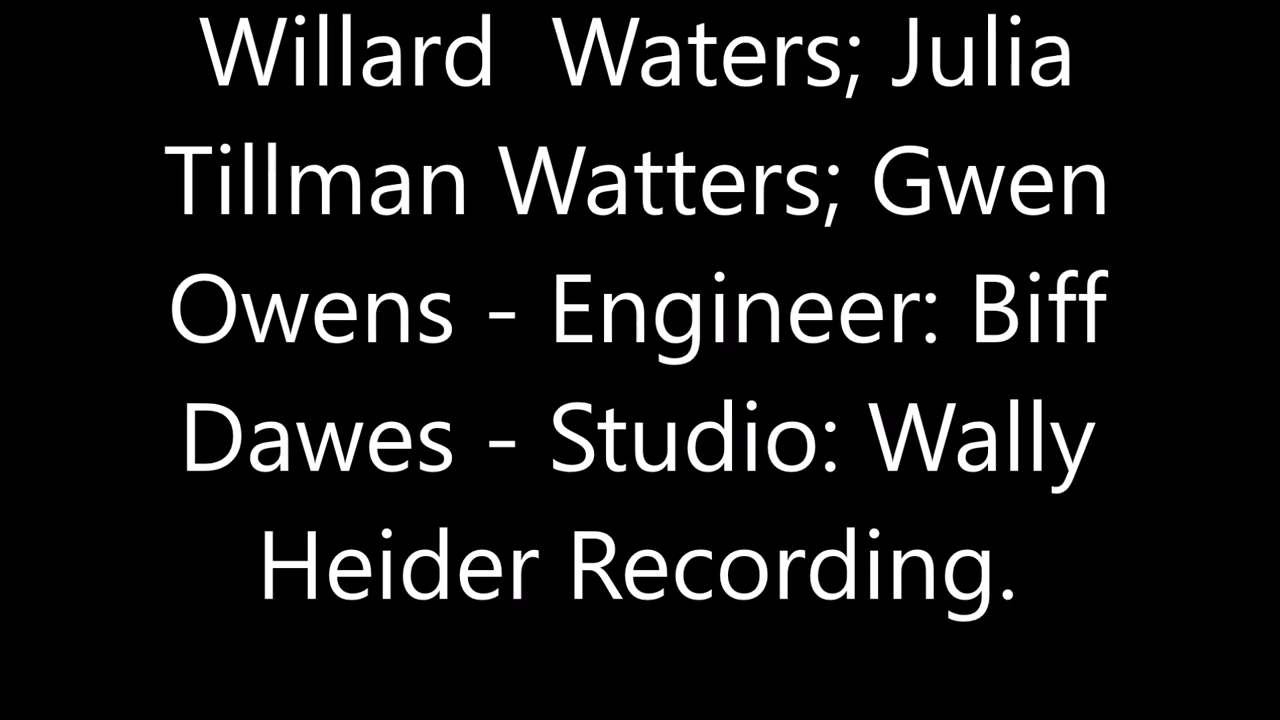 Willard  Waters; Julia
Tillman Watters; Gwen
Owens - Engineer: Biff
Dawes - Studio: Wally
Heider Recording.